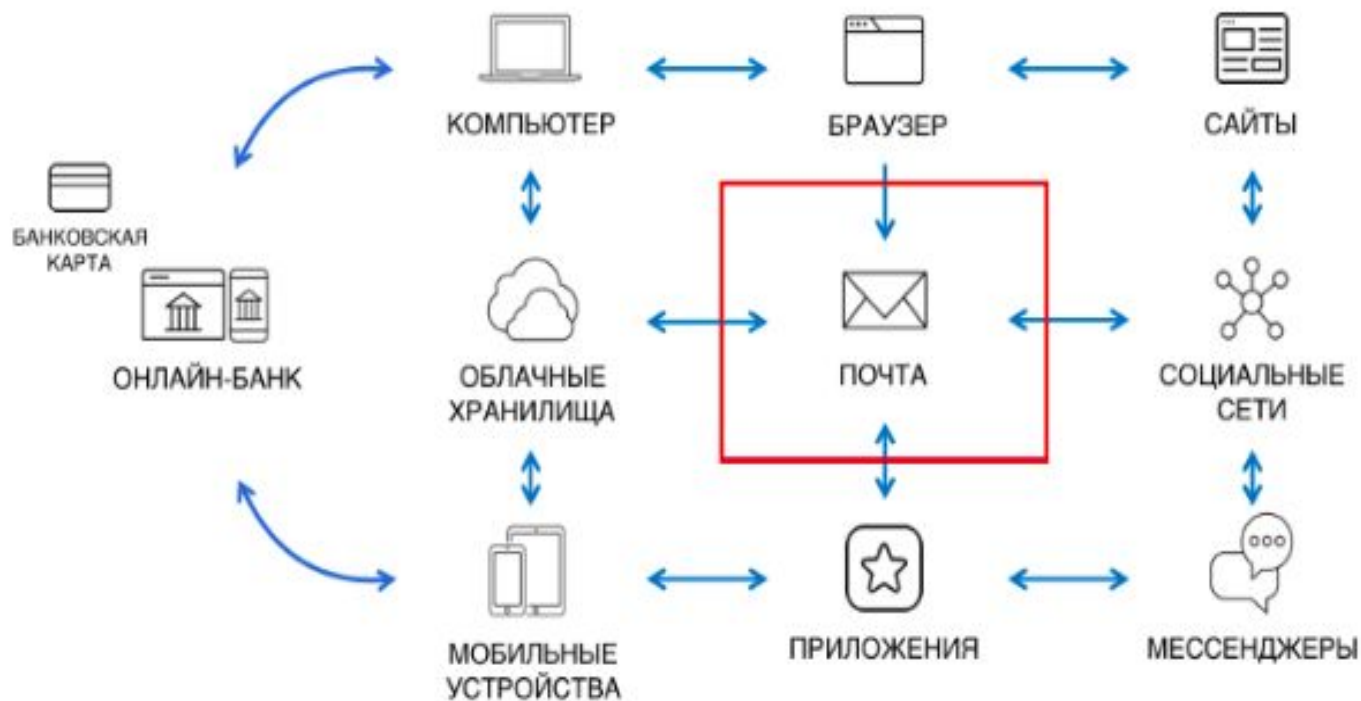 КОМПЬЮТЕР
БРАУЗЕР
САЙТЫ
БАНКОВСКАЯ
КАРТА
ОНЛАЙН-БАНК
ОБЛАЧНЫЕ
ХРАНИЛИЩА
ПОЧТА
СОЦИАЛЬНЫЕ
СЕТИ
МОБИЛЬНЫЕ
УСТРОЙСТВА
ПРИЛОЖЕНИЯ
МЕССЕНДЖЕРЫ